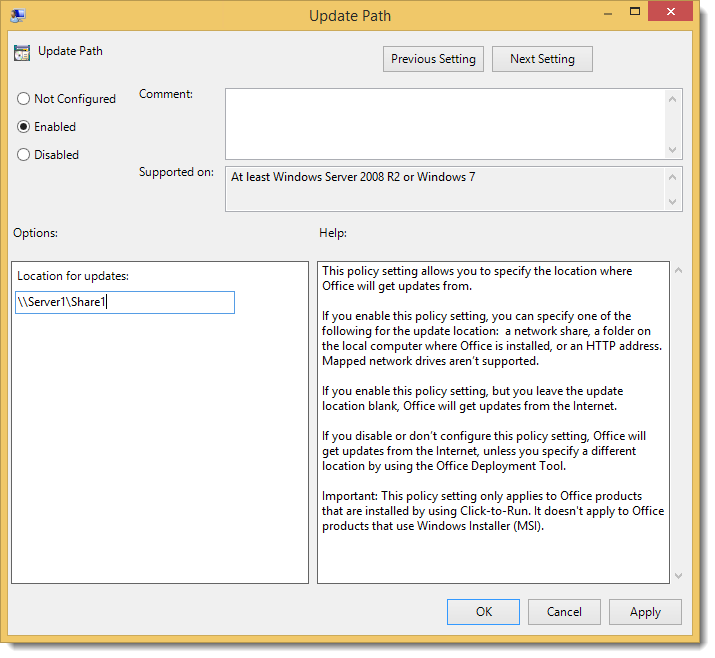 Update Path
Update Path
Previous Setting
Next Setting
Not Configured
Comment:
Enabled
Disabled
Supported on:
At least Windows Server 2008 R2 or Windows 7
Options:
Help:
Location for updates:
\\Server1\Share1
This policy setting allows you to specify the location where
Office will get updates from.
If you enable this policy setting, you can specify one of the
following for the update location:  a network share, a folder on
the local computer where Office is installed, or an HTTP address.
Mapped network drives aren't supported.
If you enable this policy setting, but you leave the update
location blank, Office will get updates from the Internet.
If you disable or don't configure this policy setting, Office will
get updates from the Internet, unless you specify a different
location by using the Office Deployment Tool.
Important: This policy setting only applies to Office products
that are installed by using Click-to-Run. It doesn't apply to Office
products that use Windows Installer (MSI).
OK
Cancel
Apply